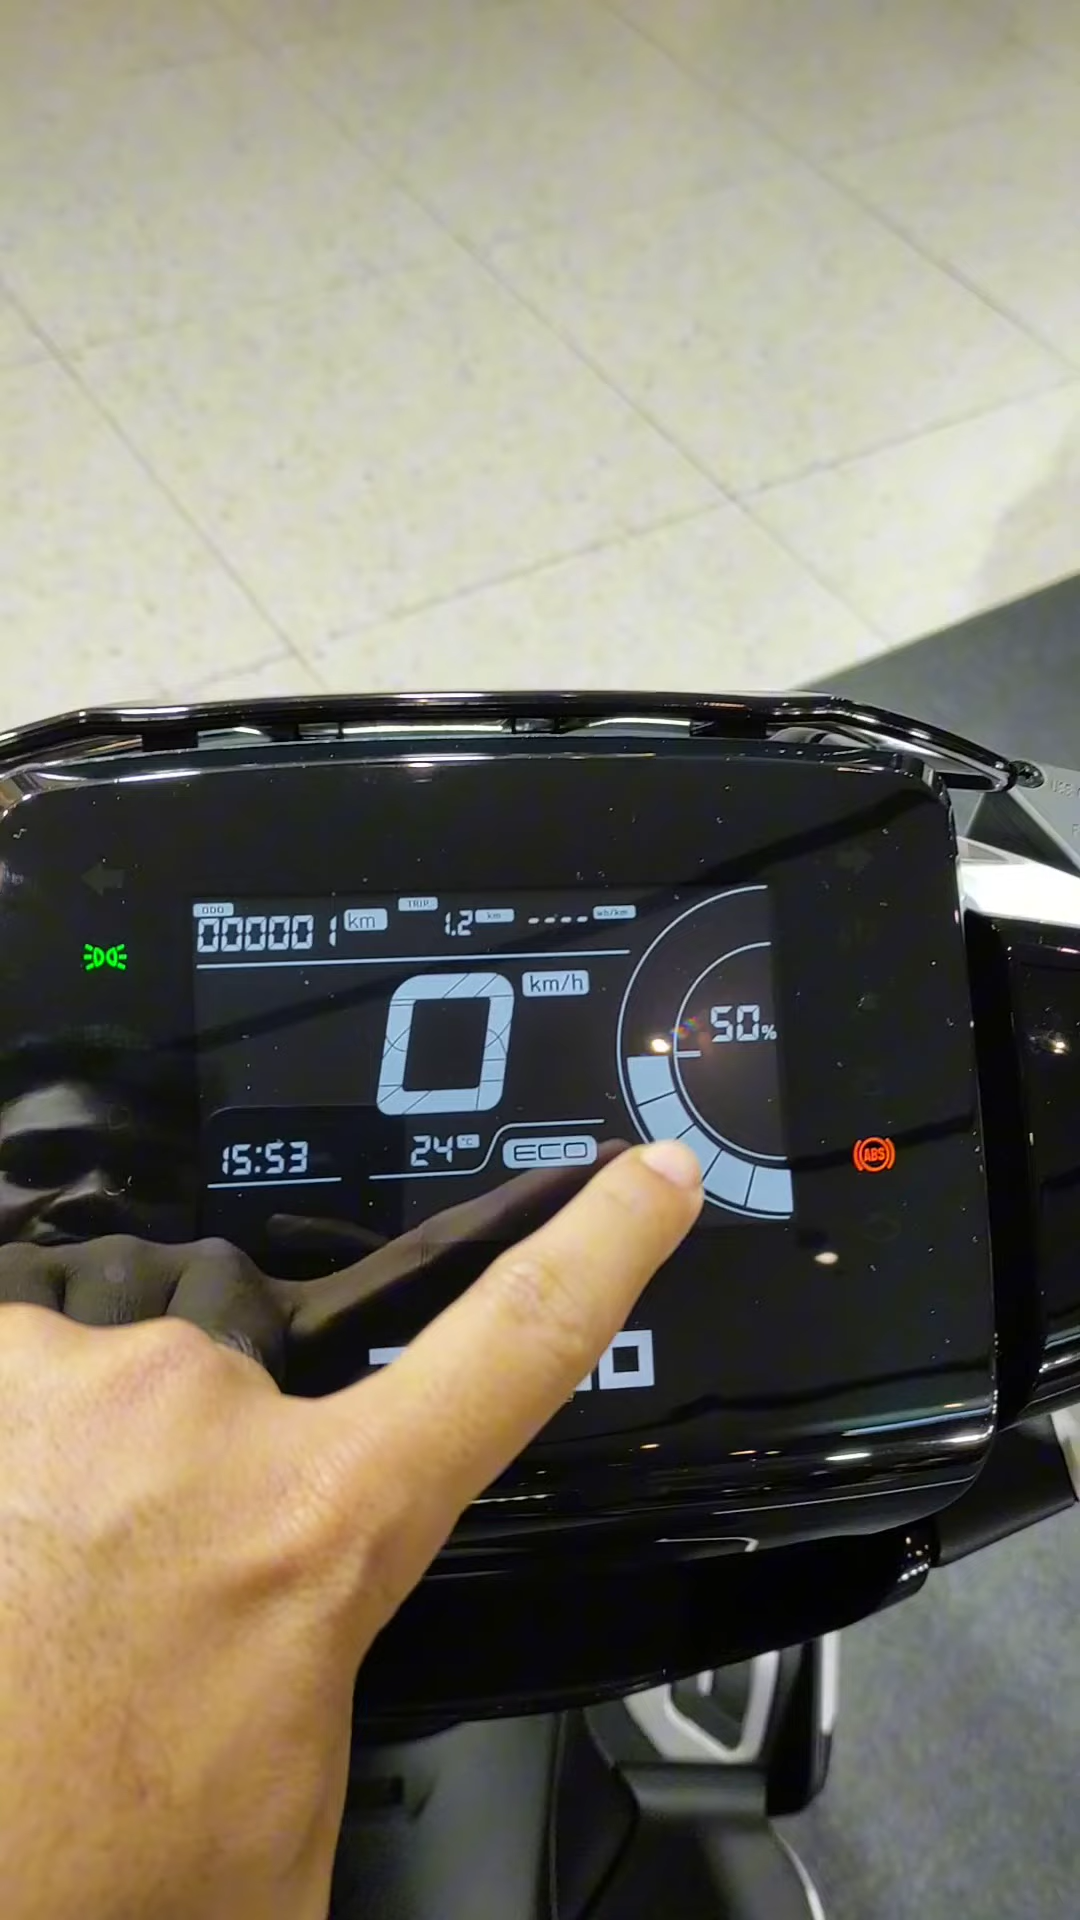 ODO TRIP
000001 km 1.2 km ---- wh/km
0 km/h
50%
15:53 24°C ECO
ABS